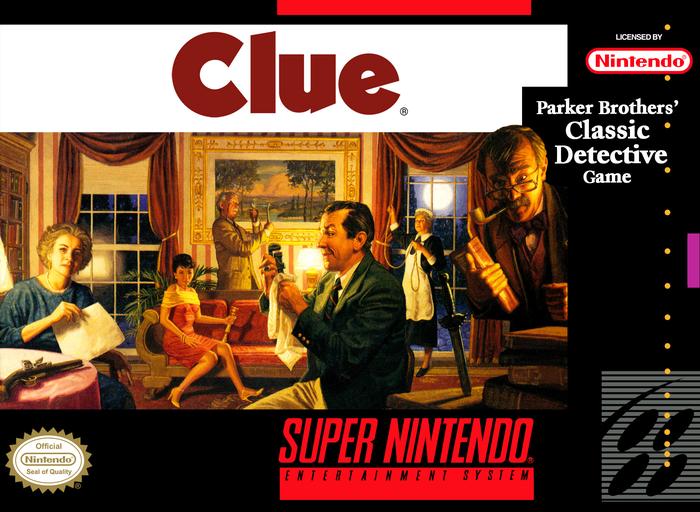 Clue®
LICENSED BY
Nintendo®
Parker Brothers'
Classic
Detective
Game
Official
Nintendo®
Seal of Quality
SUPER NINTENDO®
ENTERTAINMENT SYSTEM